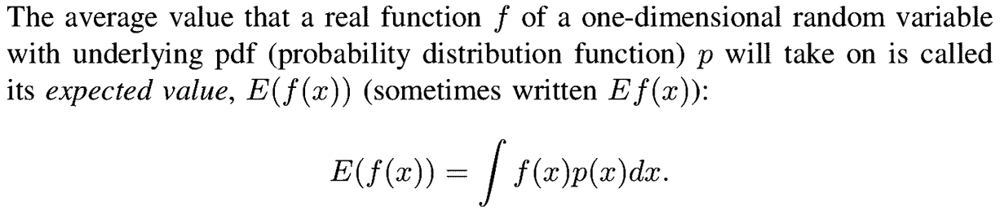 The average value that a real function f of a one-dimensional random variable
with underlying pdf (probability distribution function) p will take on is called
its expected value, E(f(x)) (sometimes written Ef(x)):
E(f(x)) = ∫ f(x)p(x)dx.